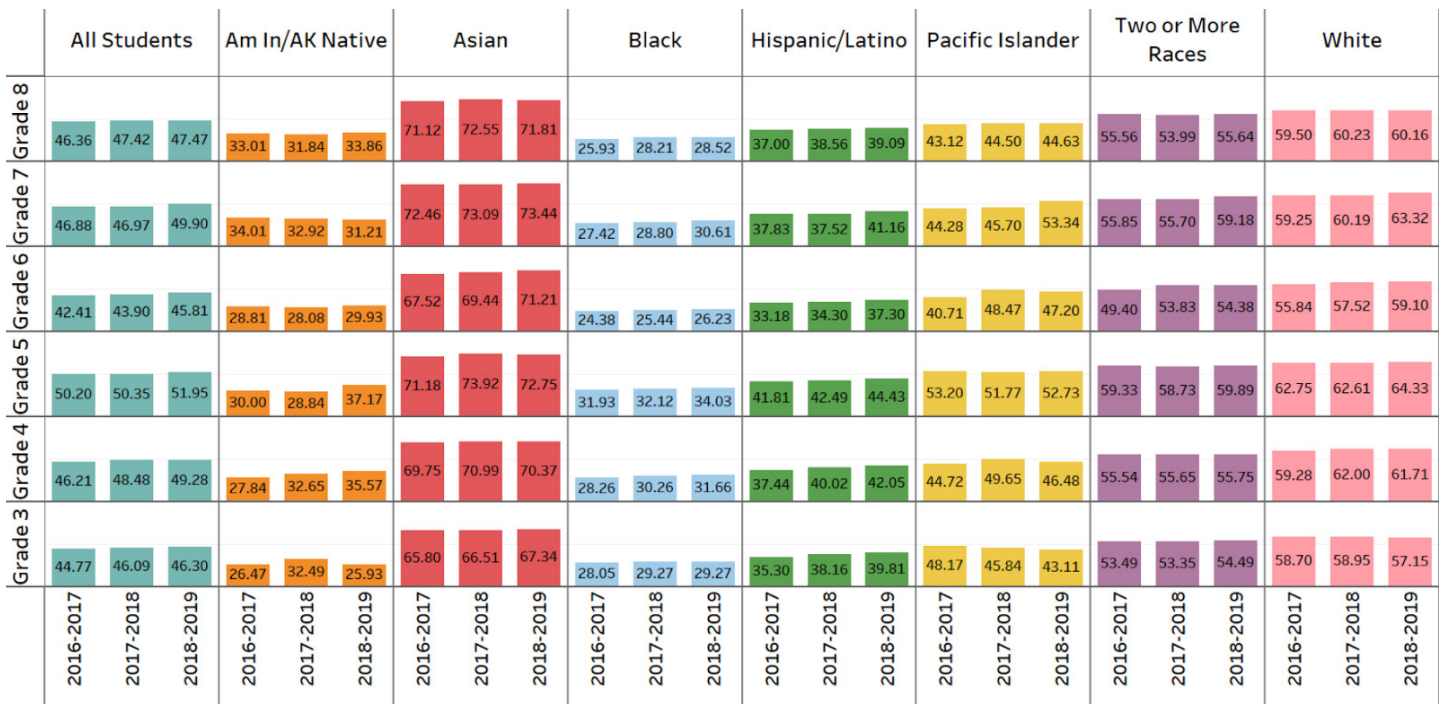 All Students Am In/AK Native Asian Black Hispanic/Latino Pacific Islander Two or More Races White
Grade 8
46.36 47.42 47.47 33.01 31.84 33.86 71.12 72.55 71.81 25.93 28.21 28.52 37.00 38.56 39.09 43.12 44.50 44.63 55.56 53.99 55.64 59.50 60.23 60.16
Grade 7
46.88 46.97 49.90 34.01 32.92 31.21 72.46 73.09 73.44 27.42 28.80 30.61 37.83 37.52 41.16 44.28 45.70 53.34 55.85 55.70 59.18 59.25 60.19 63.32
Grade 6
42.41 43.90 45.81 28.81 28.08 29.93 67.52 69.44 71.21 24.38 25.44 26.23 33.18 34.30 37.30 40.71 48.47 47.20 49.40 53.83 54.38 55.84 57.52 59.10
Grade 5
50.20 50.35 51.95 30.00 28.84 37.17 71.18 73.92 72.75 31.93 32.12 34.03 41.81 42.49 44.43 53.20 51.77 52.73 59.33 58.73 59.89 62.75 62.61 64.33
Grade 4
46.21 48.48 49.28 27.84 32.65 35.57 69.75 70.99 70.37 28.26 30.26 31.66 37.44 40.02 42.05 44.72 49.65 46.48 55.54 55.65 55.75 59.28 62.00 61.71
Grade 3
44.77 46.09 46.30 26.47 32.49 25.93 65.80 66.51 67.34 28.05 29.27 29.27 35.30 38.16 39.81 48.17 45.84 43.11 53.49 53.35 54.49 58.70 58.95 57.15
2016-2017 2017-2018 2018-2019 2016-2017 2017-2018 2018-2019 2016-2017 2017-2018 2018-2019 2016-2017 2017-2018 2018-2019 2016-2017 2017-2018 2018-2019 2016-2017 2017-2018 2018-2019 2016-2017 2017-2018 2018-2019 2016-2017 2017-2018 2018-2019